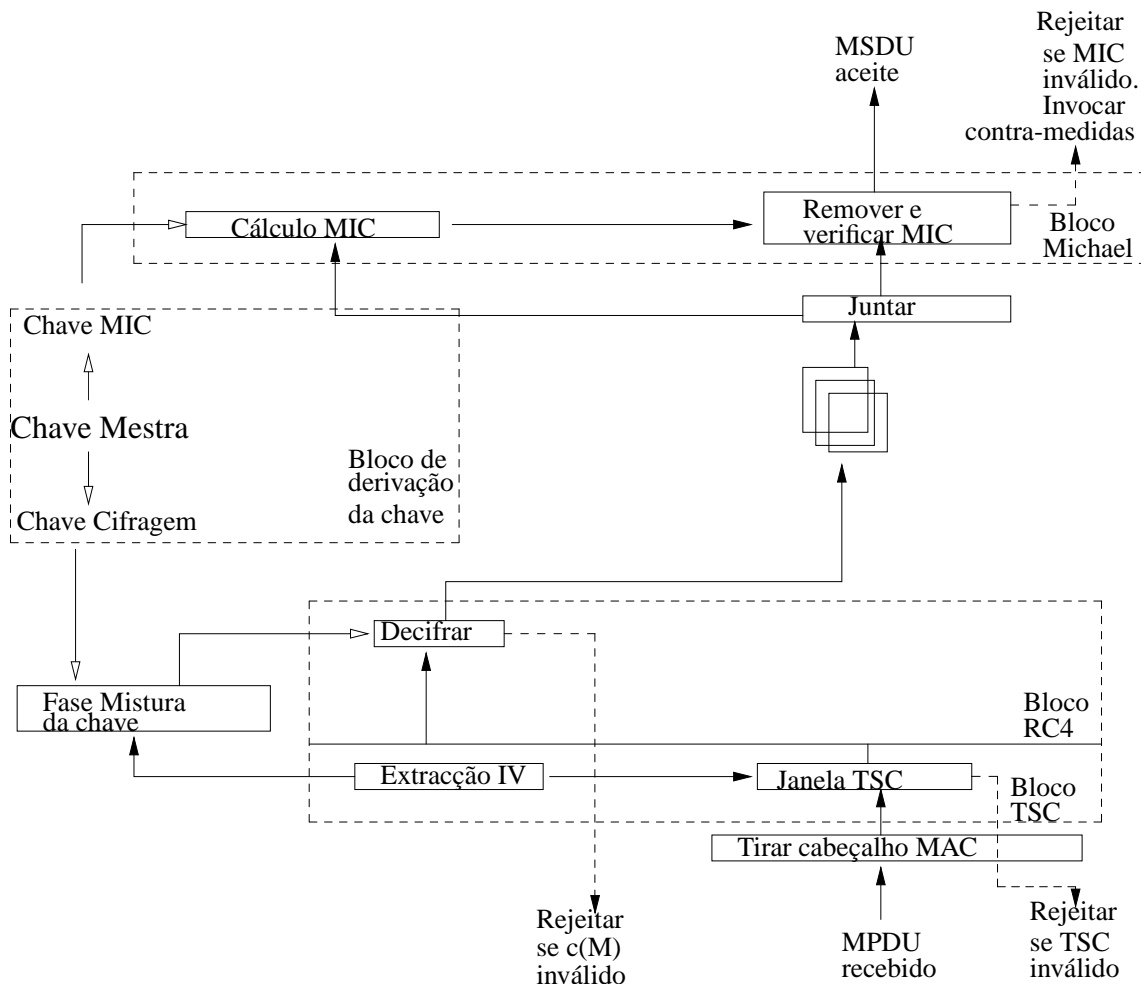 MSDU
aceite
Rejeitar
se MIC
inválido.
Invocar
contra-medidas
Cálculo MIC
Remover e
verificar MIC
Bloco
Michael
Juntar
Chave MIC
Chave Mestra
Bloco de
derivação
da chave
Chave Cifragem
Decifrar
Fase Mistura
da chave
Bloco
RC4
Extracção IV
Janela TSC
Bloco
TSC
Tirar cabeçalho MAC
Rejeitar
se c(M)
inválido
MPDU
recebido
Rejeitar
se TSC
inválido